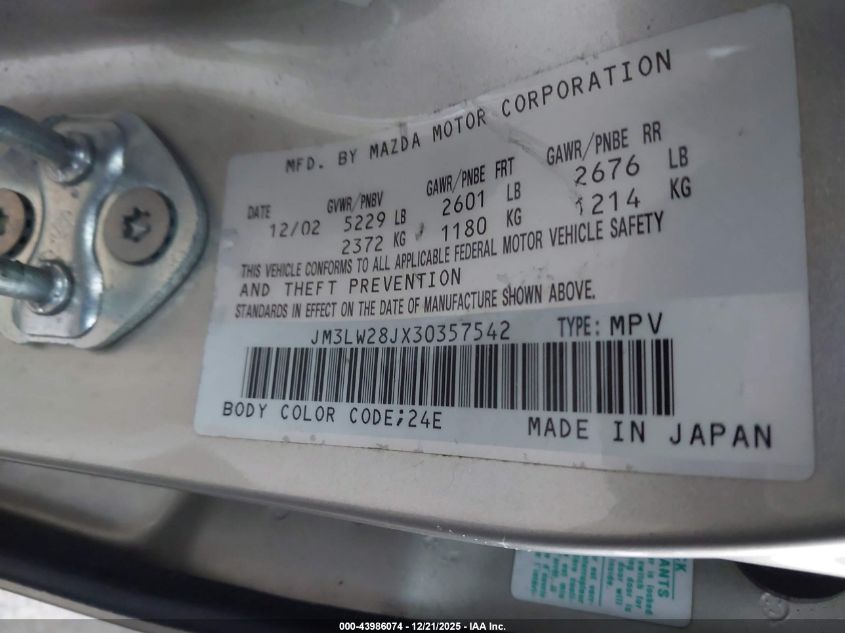 MFD. BY MAZDA MOTOR CORPORATION
DATE GVWR/PNBV GAWR/PNBE FRT GAWR/PNBE RR
12/02 5229 LB 2601 LB 2676 LB
2372 KG 1180 KG 1214 KG
THIS VEHICLE CONFORMS TO ALL APPLICABLE FEDERAL MOTOR VEHICLE SAFETY
AND THEFT PREVENTION
STANDARDS IN EFFECT ON THE DATE OF MANUFACTURE SHOWN ABOVE.
JM3LW28JX30357542 TYPE: MPV
BODY COLOR CODE;24E MADE IN JAPAN
000-43986074 - 12/21/2025 - IAA Inc.